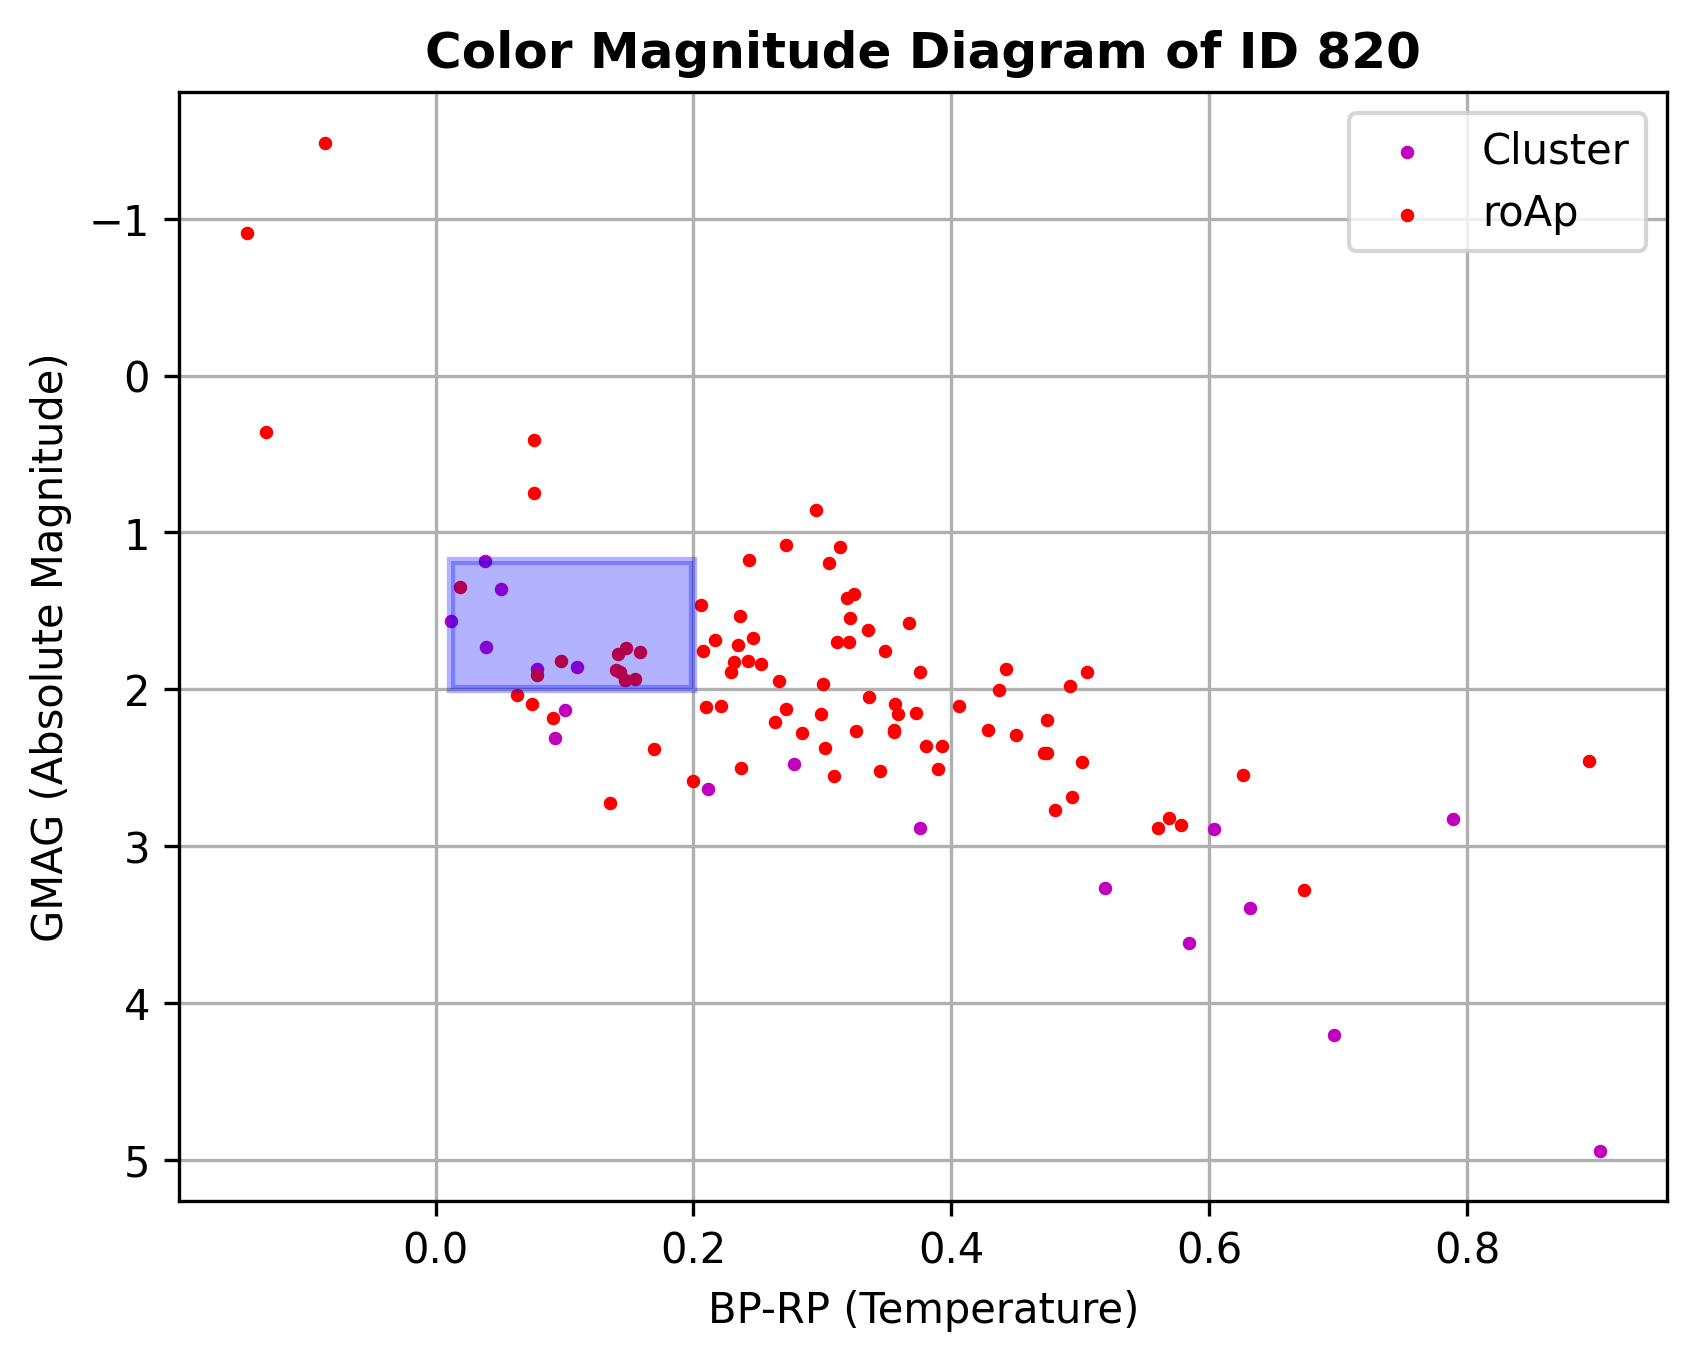 Color Magnitude Diagram of ID 820
Cluster
roAp
GMAG (Absolute Magnitude)
−1
0
1
2
3
4
5
0.0 0.2 0.4 0.6 0.8
BP-RP (Temperature)